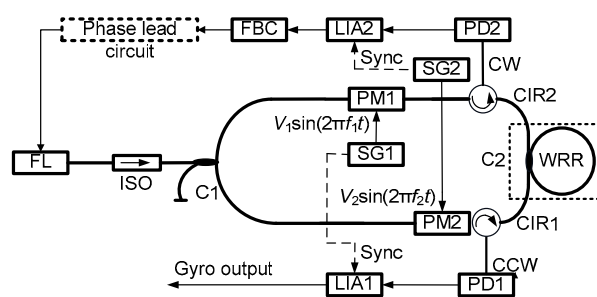 Phase lead
circuit
FBC
LIA2
PD2
Sync
SG2
CW
PM1
CIR2
V1sin(2πf1t)
FL
ISO
C1
SG1
C2
WRR
V2sin(2πf2t)
PM2
CIR1
Sync
CCW
Gyro output
LIA1
PD1